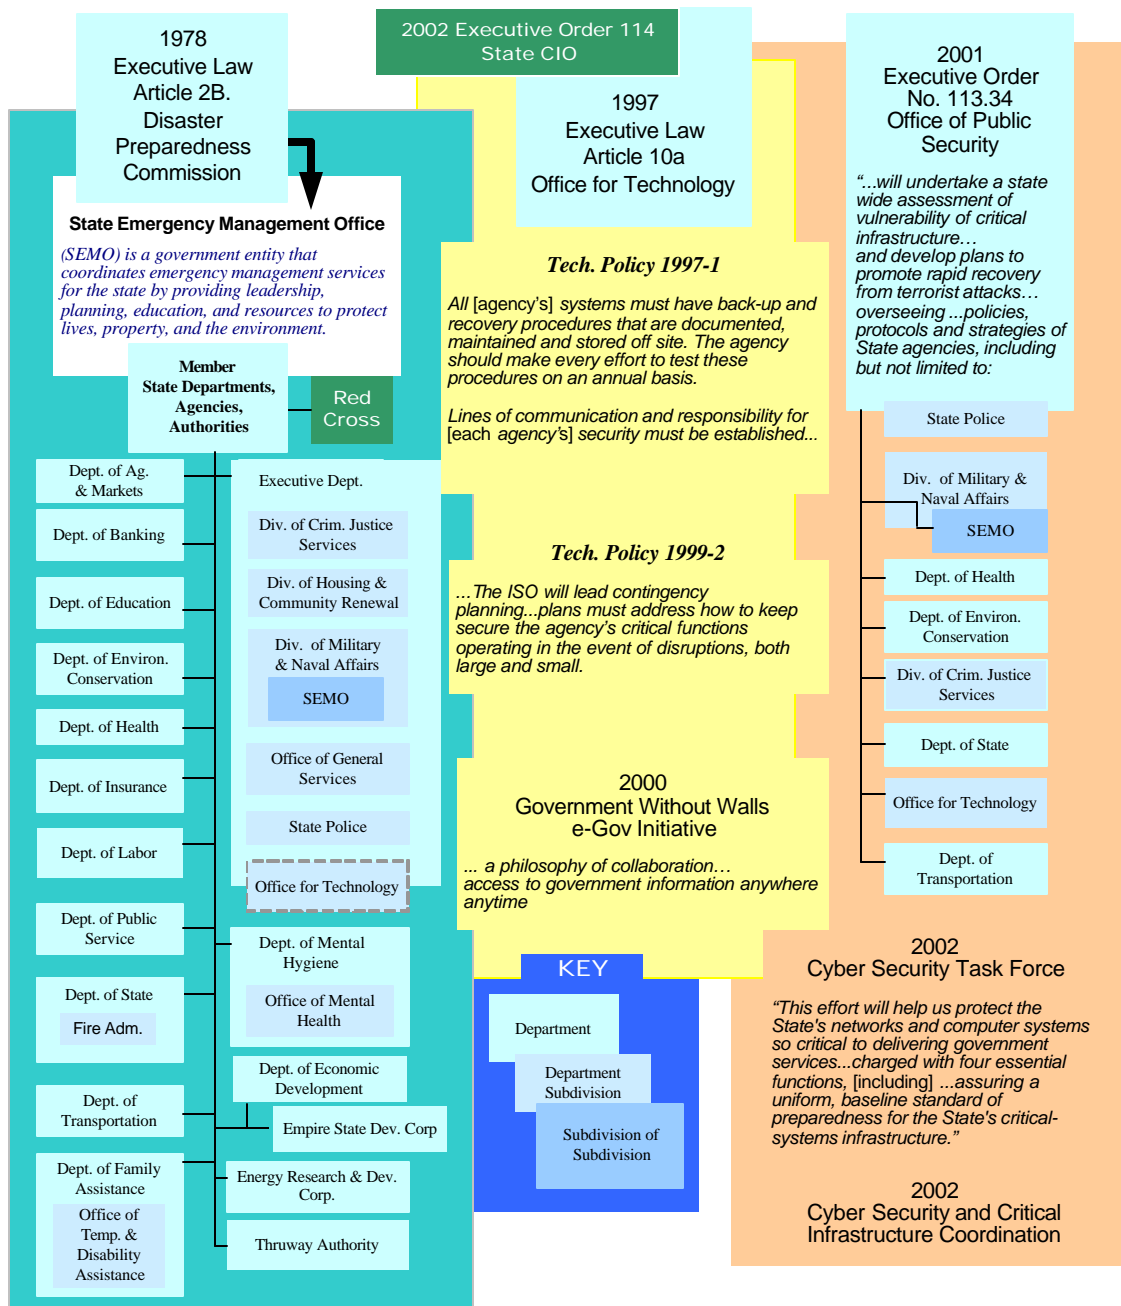 1978
Executive Law
Article 2B.
Disaster
Preparedness
Commission
State Emergency Management Office
(SEMO) is a government entity that
coordinates emergency management services
for the state by providing leadership,
planning, education, and resources to protect
lives, property, and the environment.
Member
State Departments,
Agencies,
Authorities
Red
Cross
Dept. of Ag.
& Markets
Dept. of Banking
Dept. of Education
Dept. of Environ.
Conservation
Dept. of Health
Dept. of Insurance
Dept. of Labor
Dept. of Public
Service
Dept. of State
Fire Adm.
Dept. of
Transportation
Dept. of Family
Assistance
Office of
Temp. &
Disability
Assistance
Executive Dept.
Div. of Crim. Justice
Services
Div. of Housing &
Community Renewal
Div. of Military
& Naval Affairs
SEMO
Office of General
Services
State Police
Office for Technology
Dept. of Mental
Hygiene
Office of Mental
Health
Dept. of Economic
Development
Empire State Dev. Corp
Energy Research & Dev.
Corp.
Thruway Authority
2002 Executive Order 114
State CIO
1997
Executive Law
Article 10a
Office for Technology
Tech. Policy 1997-1
All [agency's] systems must have back-up and
recovery procedures that are documented,
maintained and stored off site. The agency
should make every effort to test these
procedures on an annual basis.
Lines of communication and responsibility for
[each agency's] security must be established...
Tech. Policy 1999-2
...The ISO will lead contingency
planning...plans must address how to keep
secure the agency's critical functions
operating in the event of disruptions, both
large and small.
2000
Government Without Walls
e-Gov Initiative
... a philosophy of collaboration…
access to government information anywhere
anytime
KEY
Department
Department
Subdivision
Subdivision of
Subdivision
2001
Executive Order
No. 113.34
Office of Public
Security
“...will undertake a state
wide assessment of
vulnerability of critical
infrastructure…
and develop plans to
promote rapid recovery
from terrorist attacks…
overseeing ...policies,
protocols and strategies of
State agencies, including
but not limited to:
State Police
Div. of Military &
Naval Affairs
SEMO
Dept. of Health
Dept. of Environ.
Conservation
Div. of Crim. Justice
Services
Dept. of State
Office for Technology
Dept. of
Transportation
2002
Cyber Security Task Force
“This effort will help us protect the
State's networks and computer systems
so critical to delivering government
services...charged with four essential
functions, [including] ...assuring a
uniform, baseline standard of
preparedness for the State's critical-
systems infrastructure.”
2002
Cyber Security and Critical
Infrastructure Coordination